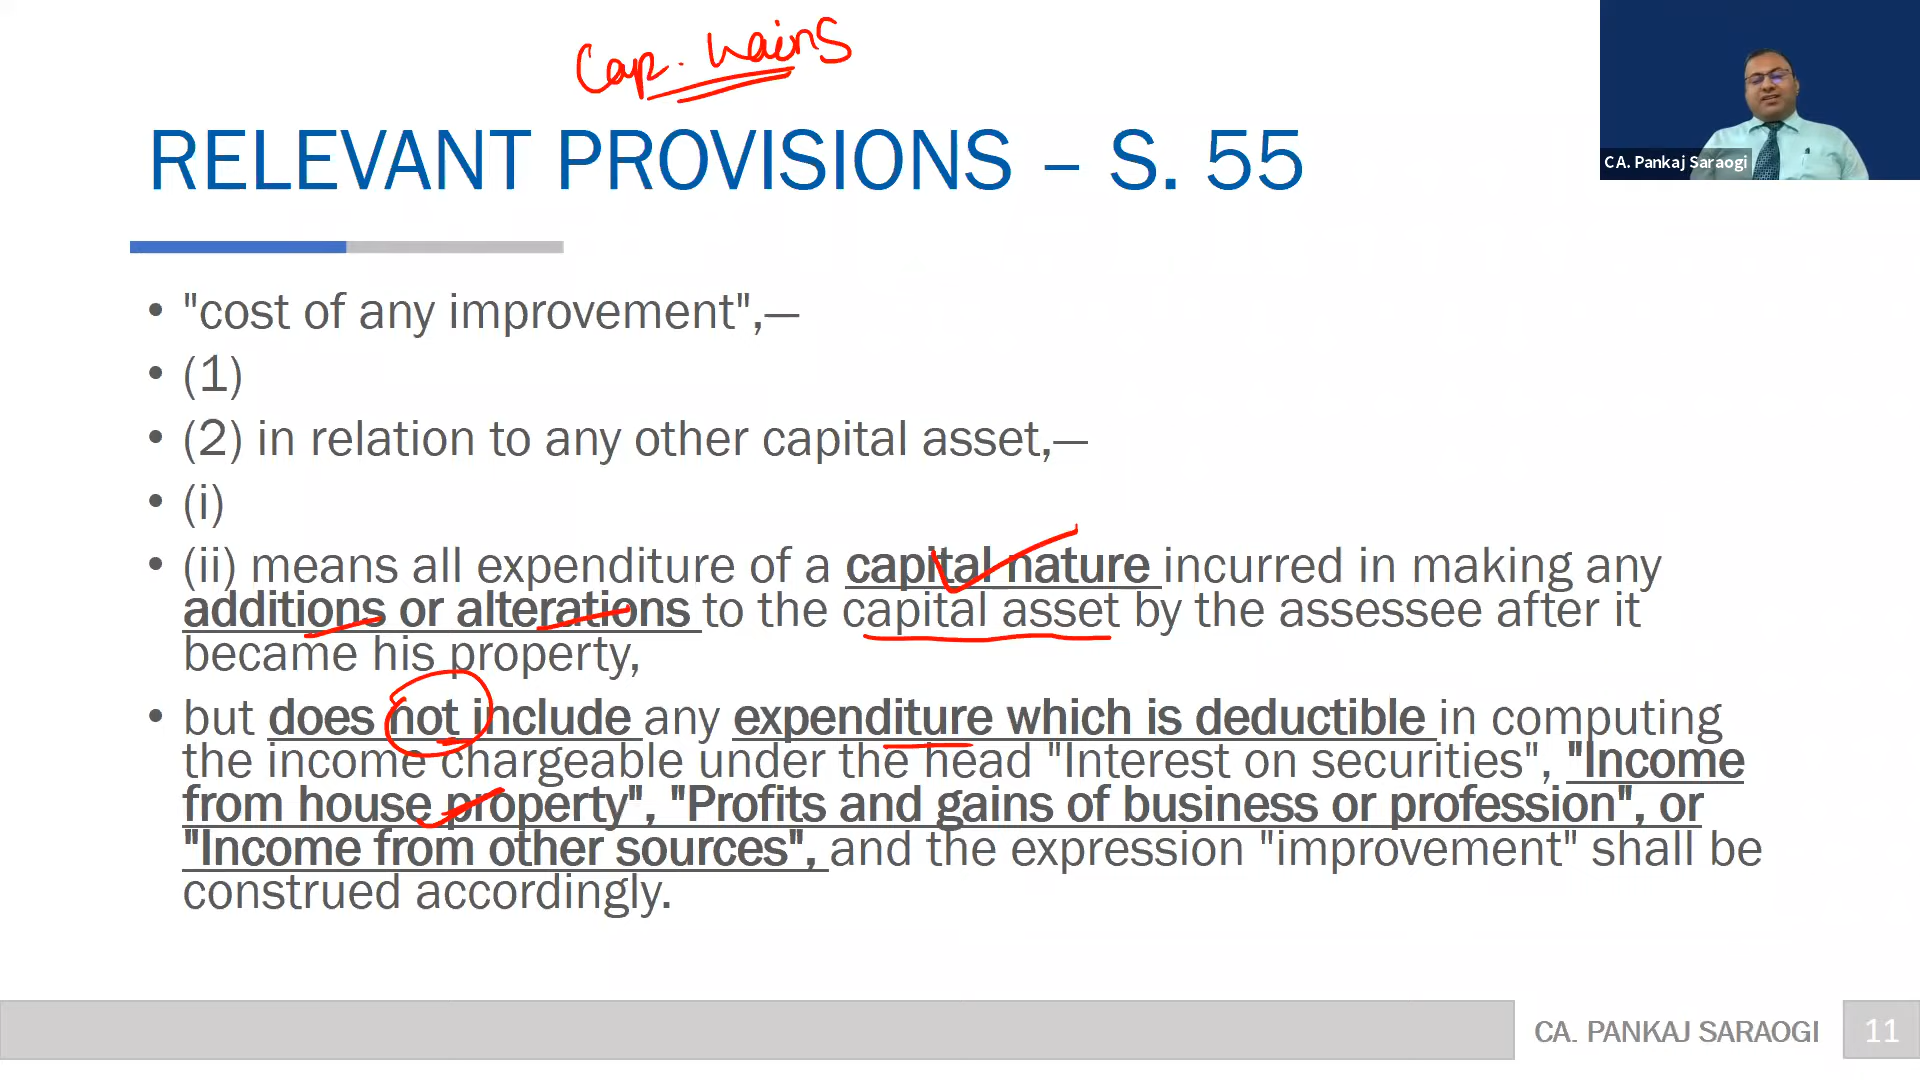 Cap. Gains
RELEVANT PROVISIONS – S. 55
CA. Pankaj Saraogi
• "cost of any improvement",—
• (1)
• (2) in relation to any other capital asset,—
• (i)
• (ii) means all expenditure of a capital nature incurred in making any
additions or alterations to the capital asset by the assessee after it
became his property,
• but does not include any expenditure which is deductible in computing
the income chargeable under the head "Interest on securities", "Income
from house property", "Profits and gains of business or profession", or
"Income from other sources", and the expression "improvement" shall be
construed accordingly.
CA. PANKAJ SARAOGI
11